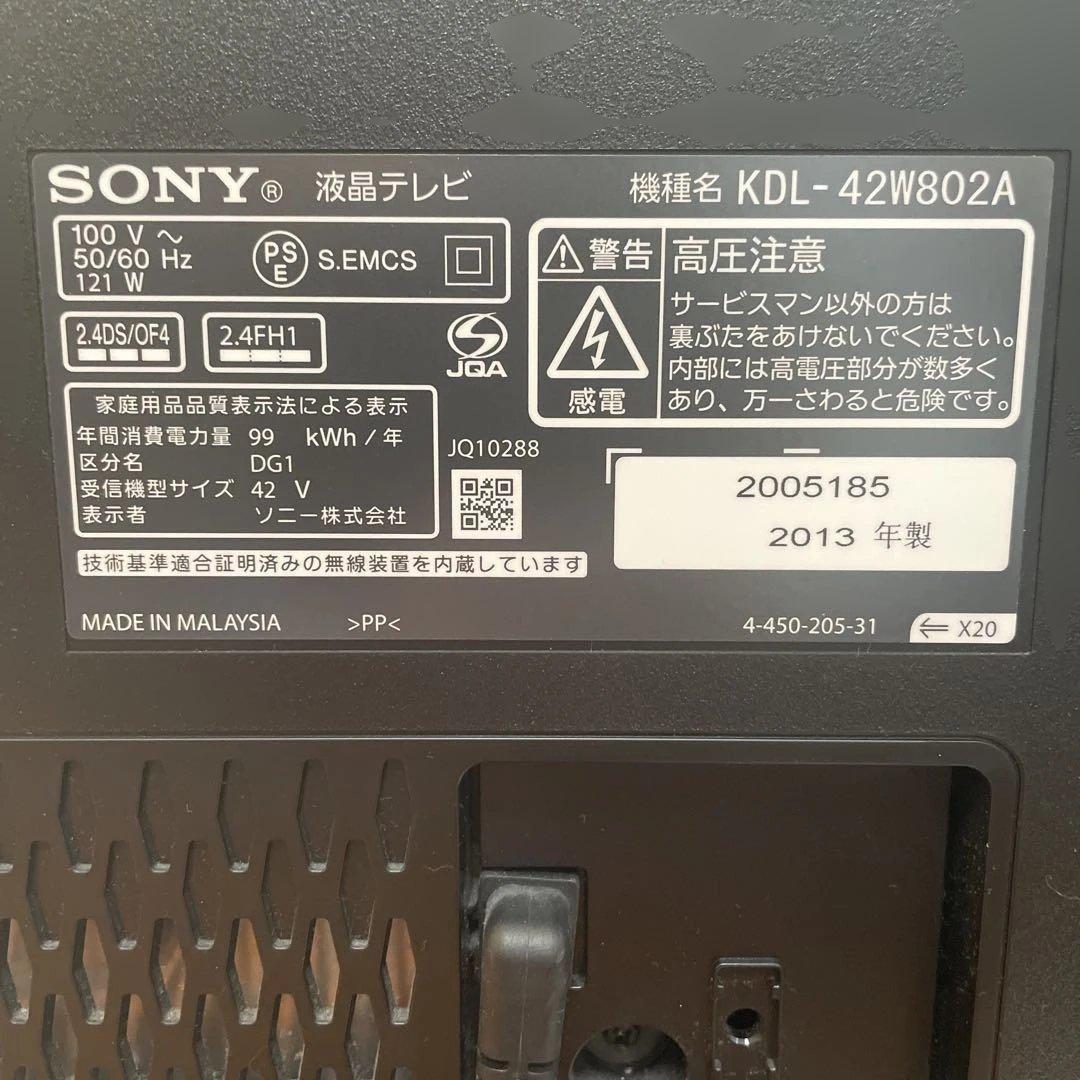 SONY® 液晶テレビ 機種名 KDL-42W802A
100 V ～
50/60 Hz
121 W
PS
E
S.EMCS
警告
高圧注意
サービスマン以外の方は
裏ぶたをあけないでください。
内部には高電圧部分が数多く
あり、万一さわると危険です。
感電
2.4DS/OF4
2.4FH1
JQA
家庭用品品質表示法による表示
年間消費電力量 99 kWh/年
区分名 DG1
受信機型サイズ 42 V
表示者 ソニー株式会社
JQ10288
2005185
2013 年製
技術基準適合証明済みの無線装置を内蔵しています
MADE IN MALAYSIA >PP< 4-450-205-31 ⇐ X20